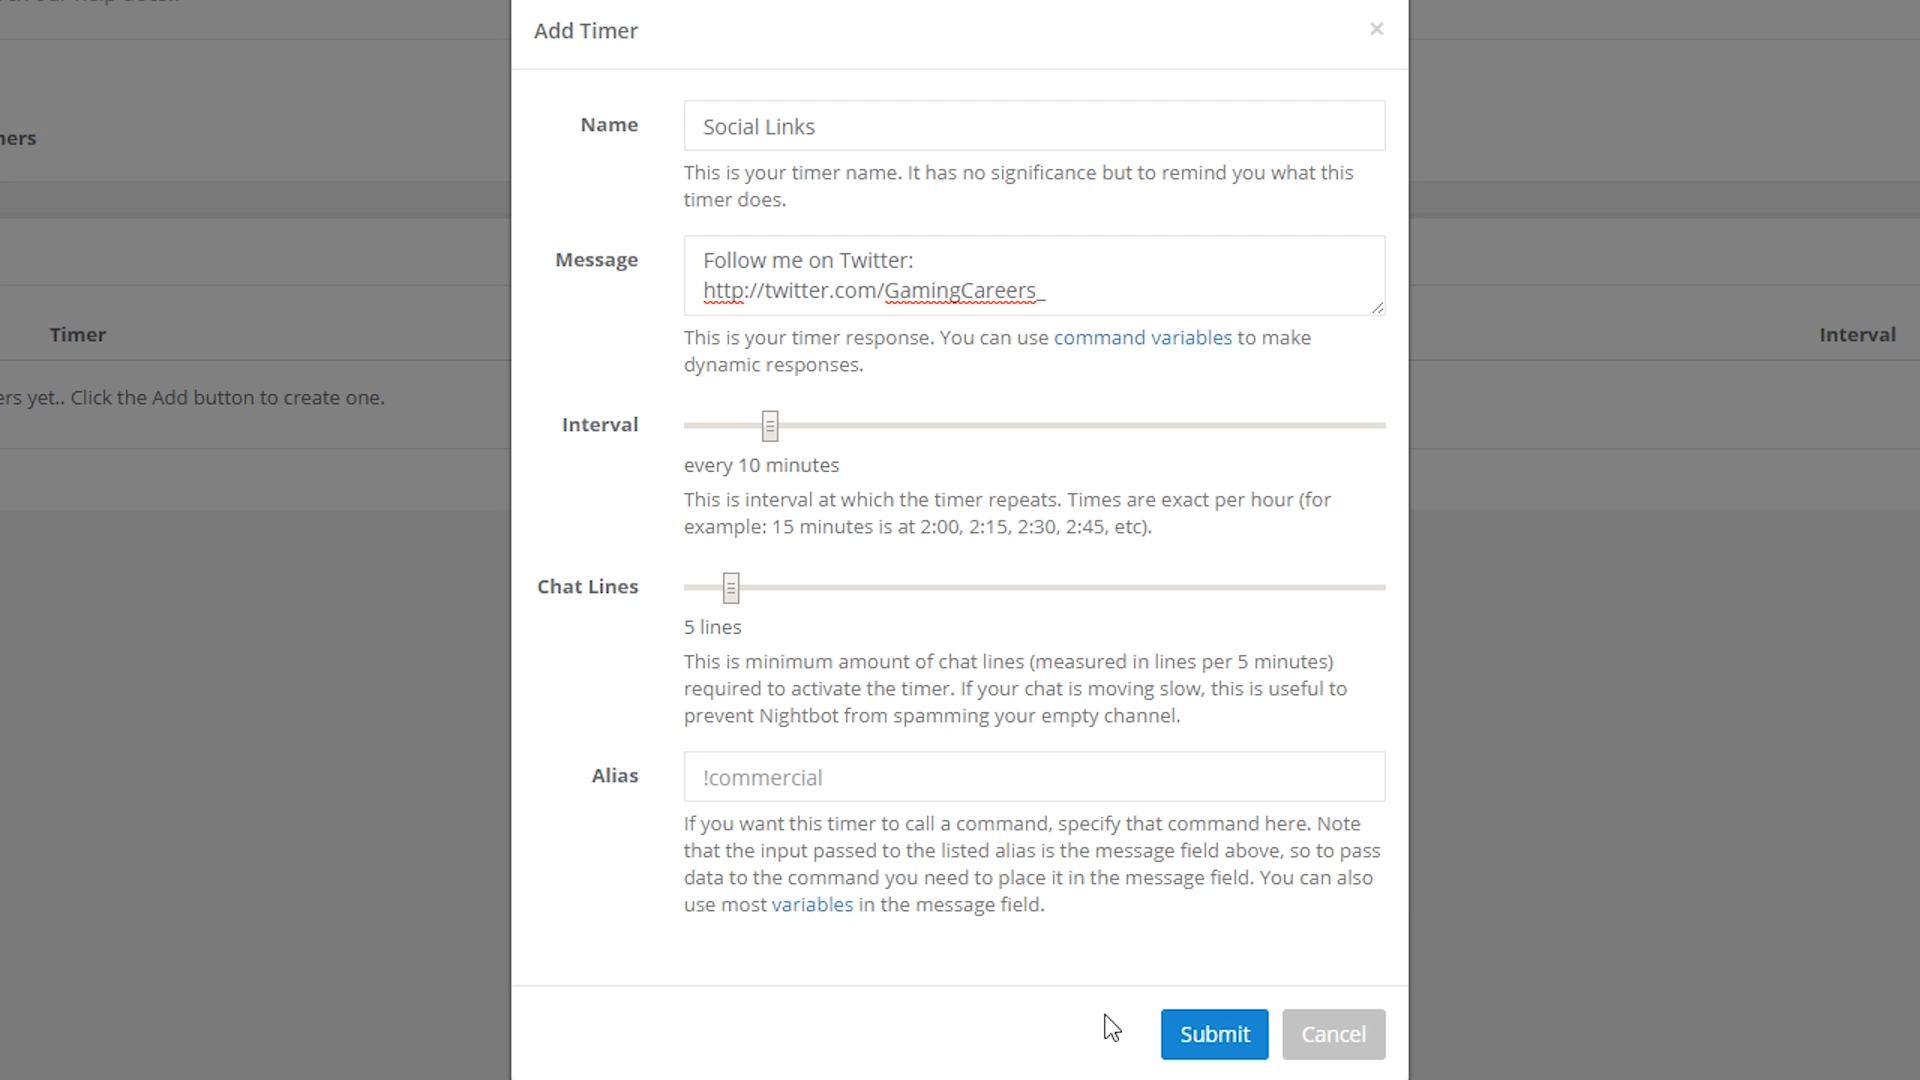 Add Timer
×
Name
Social Links
This is your timer name. It has no significance but to remind you what this
timer does.
Message
Follow me on Twitter:
http://twitter.com/GamingCareers_
This is your timer response. You can use command variables to make
dynamic responses.
Timer
Interval
ers yet.. Click the Add button to create one.
Interval
every 10 minutes
This is interval at which the timer repeats. Times are exact per hour (for
example: 15 minutes is at 2:00, 2:15, 2:30, 2:45, etc).
Chat Lines
5 lines
This is minimum amount of chat lines (measured in lines per 5 minutes)
required to activate the timer. If your chat is moving slow, this is useful to
prevent Nightbot from spamming your empty channel.
Alias
!commercial
If you want this timer to call a command, specify that command here. Note
that the input passed to the listed alias is the message field above, so to pass
data to the command you need to place it in the message field. You can also
use most variables in the message field.
Submit
Cancel